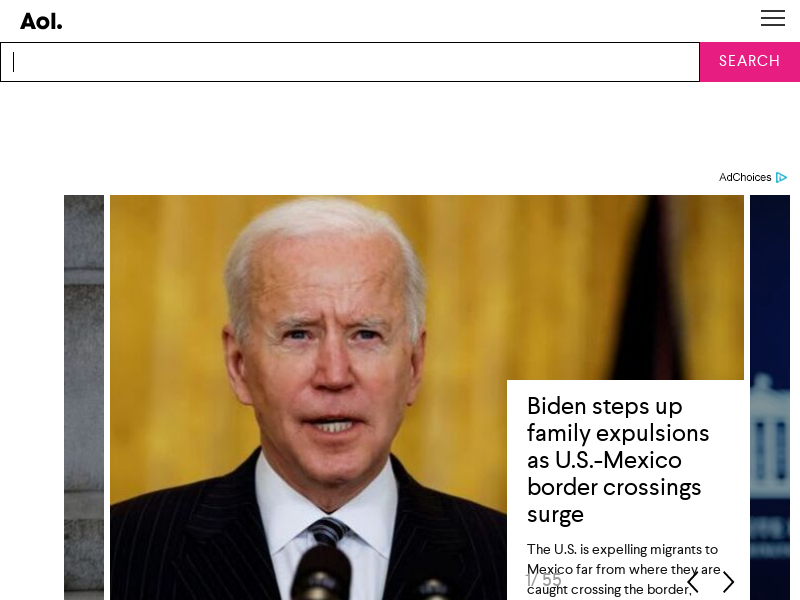 Aol.
SEARCH
AdChoices
Biden steps up
family expulsions
as U.S.-Mexico
border crossings
surge
The U.S. is expelling migrants to
Mexico far from where they are
caught crossing the border,
1/ 55